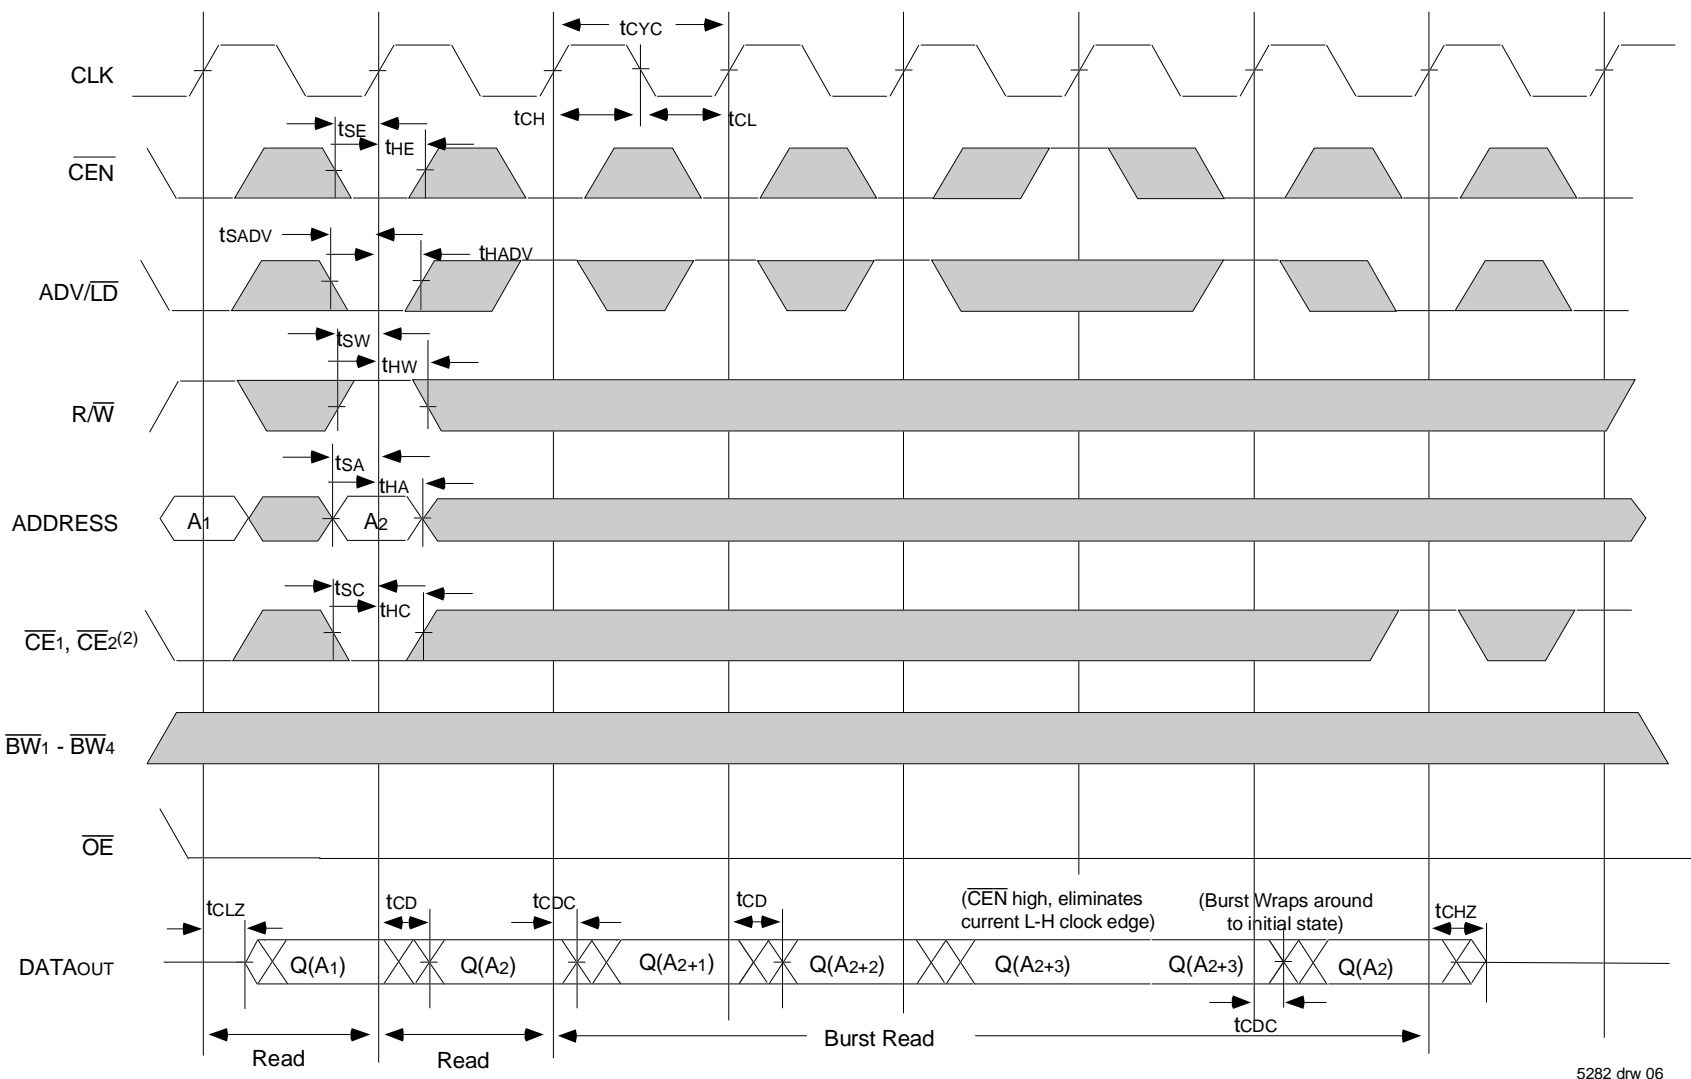 tCYC
CLK
tCH
tCL
tSE
tHE
CEN
tSADV
tHADV
ADV/LD
tSW
tHW
R/W
tSA
tHA
A1
A2
ADDRESS
tSC
tHC
CE1, CE2(2)
BW1 - BW4
OE
tCLZ
tCD
tCDC
tCD
(CEN high, eliminates
current L-H clock edge)
(Burst Wraps around
to initial state)
tCHZ
DATAOUT
Q(A1)
Q(A2)
Q(A2+1)
Q(A2+2)
Q(A2+3)
Q(A2+3)
Q(A2)
tCDC
Read
Read
Burst Read
5282 drw 06